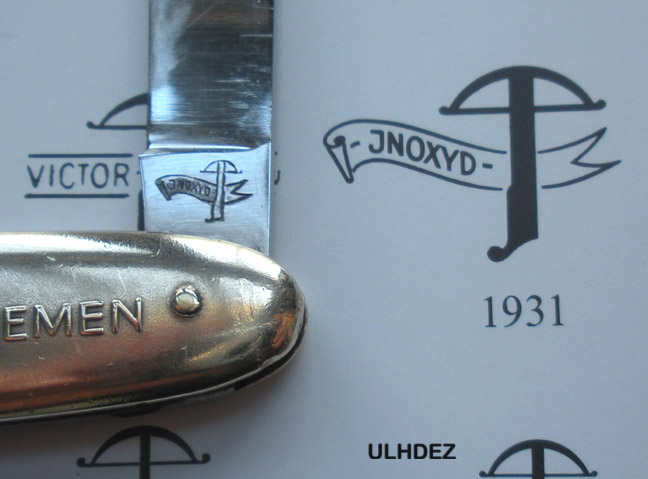 JNOXYD
VICTOR
- JNOXYD -
EMEN
1931
ULHDEZ